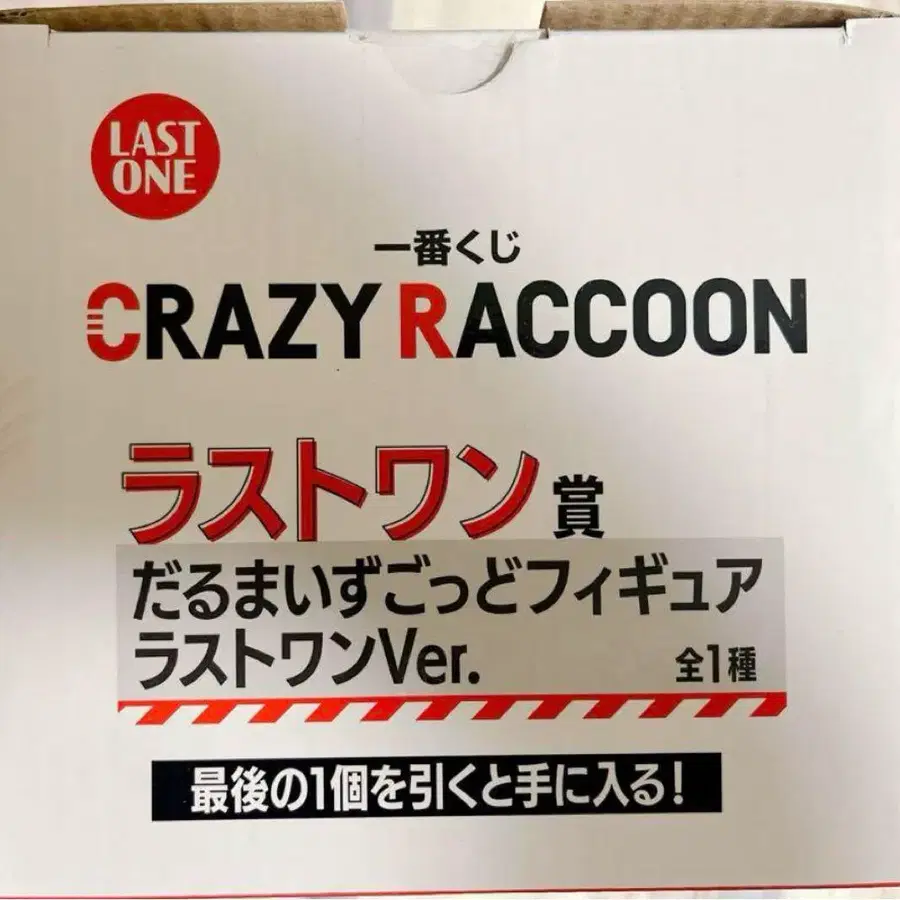 LAST
ONE
一番くじ
CRAZY RACCOON
ラストワン賞
だるまいずごっどフィギュア
ラストワンVer. 全1種
最後の1個を引くと手に入る!